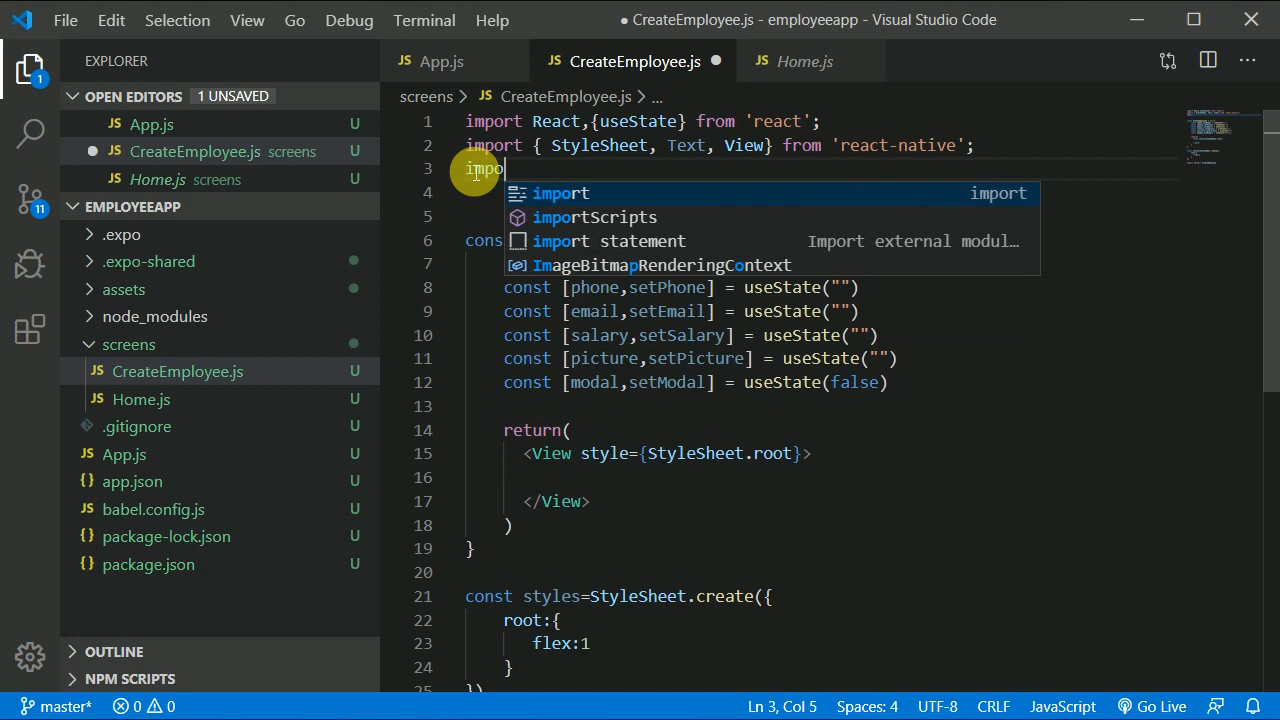 File Edit Selection View Go Debug Terminal Help ● CreateEmployee.js - employeeapp - Visual Studio Code
EXPLORER
OPEN EDITORS 1 UNSAVED
JS App.js U
JS CreateEmployee.js screens U
JS Home.js screens U
EMPLOYEEAPP
.expo
.expo-shared
assets
node_modules
screens
JS CreateEmployee.js U
JS Home.js U
.gitignore U
JS App.js U
{} app.json U
JS babel.config.js U
{} package-lock.json U
{} package.json U
OUTLINE
NPM SCRIPTS
1
11
JS App.js JS CreateEmployee.js JS Home.js
screens > JS CreateEmployee.js > ...
1 import React,{useState} from 'react';
2 import { StyleSheet, Text, View} from 'react-native';
3 impo
import import
importScripts
import statement Import external modul…
ImageBitmapRenderingContext
4
5
6 cons
7
8 const [phone,setPhone] = useState("")
9 const [email,setEmail] = useState("")
10 const [salary,setSalary] = useState("")
11 const [picture,setPicture] = useState("")
12 const [modal,setModal] = useState(false)
13
14 return(
15 <View style={StyleSheet.root}>
16
17 </View>
18 )
19 }
20
21 const styles=StyleSheet.create({
22 root:{
23 flex:1
24 }
25 })
master* 0 0 Ln 3, Col 5 Spaces: 4 UTF-8 CRLF JavaScript Go Live